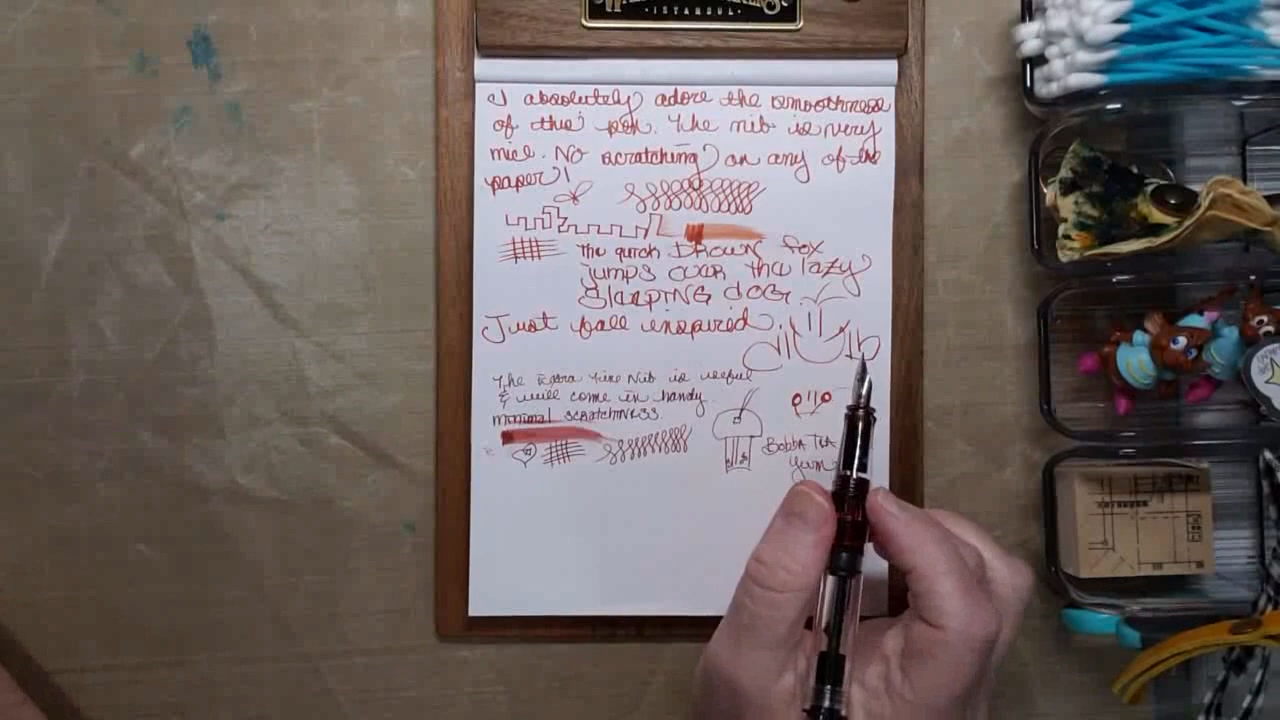 ISTANBUL
I absolutely adore the smoothness
of this pen. The nib is very
nice. No scratching on any of the
paper!
The quick BROWN fox
jumps over the lazy
SleepING DOG.
Just fall inspired.
The Extra Fine Nib is useful
& will come in handy.
minimal SCRATCHINESS.
BOBBA TEA
Yum